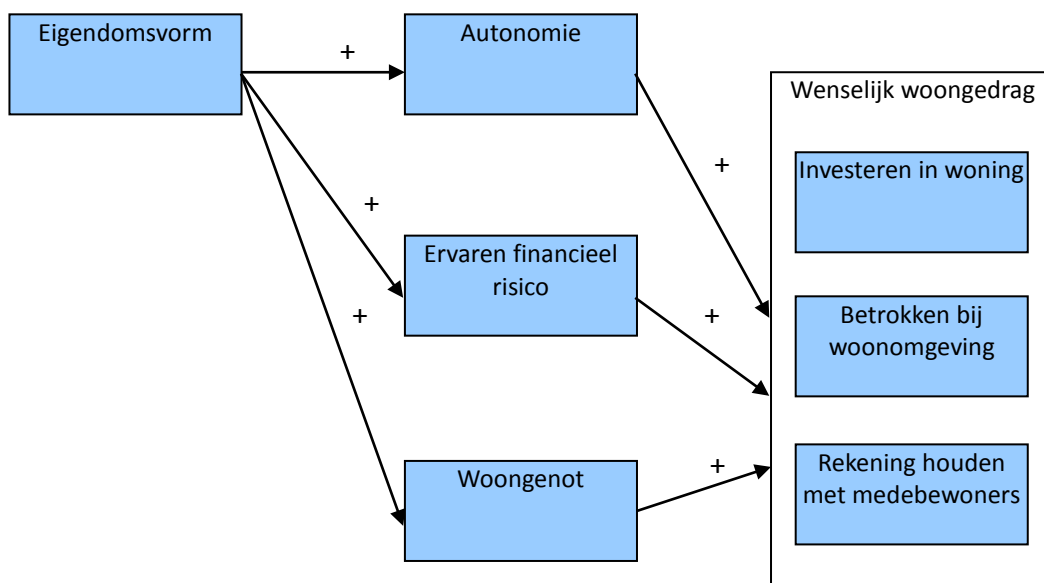 Eigendomsvorm
+
Autonomie
Wenselijk woongedrag
+
Investeren in woning
+
Ervaren financieel
risico
+
+
Betrokken bij
woonomgeving
Woongenot
+
Rekening houden
met medebewoners